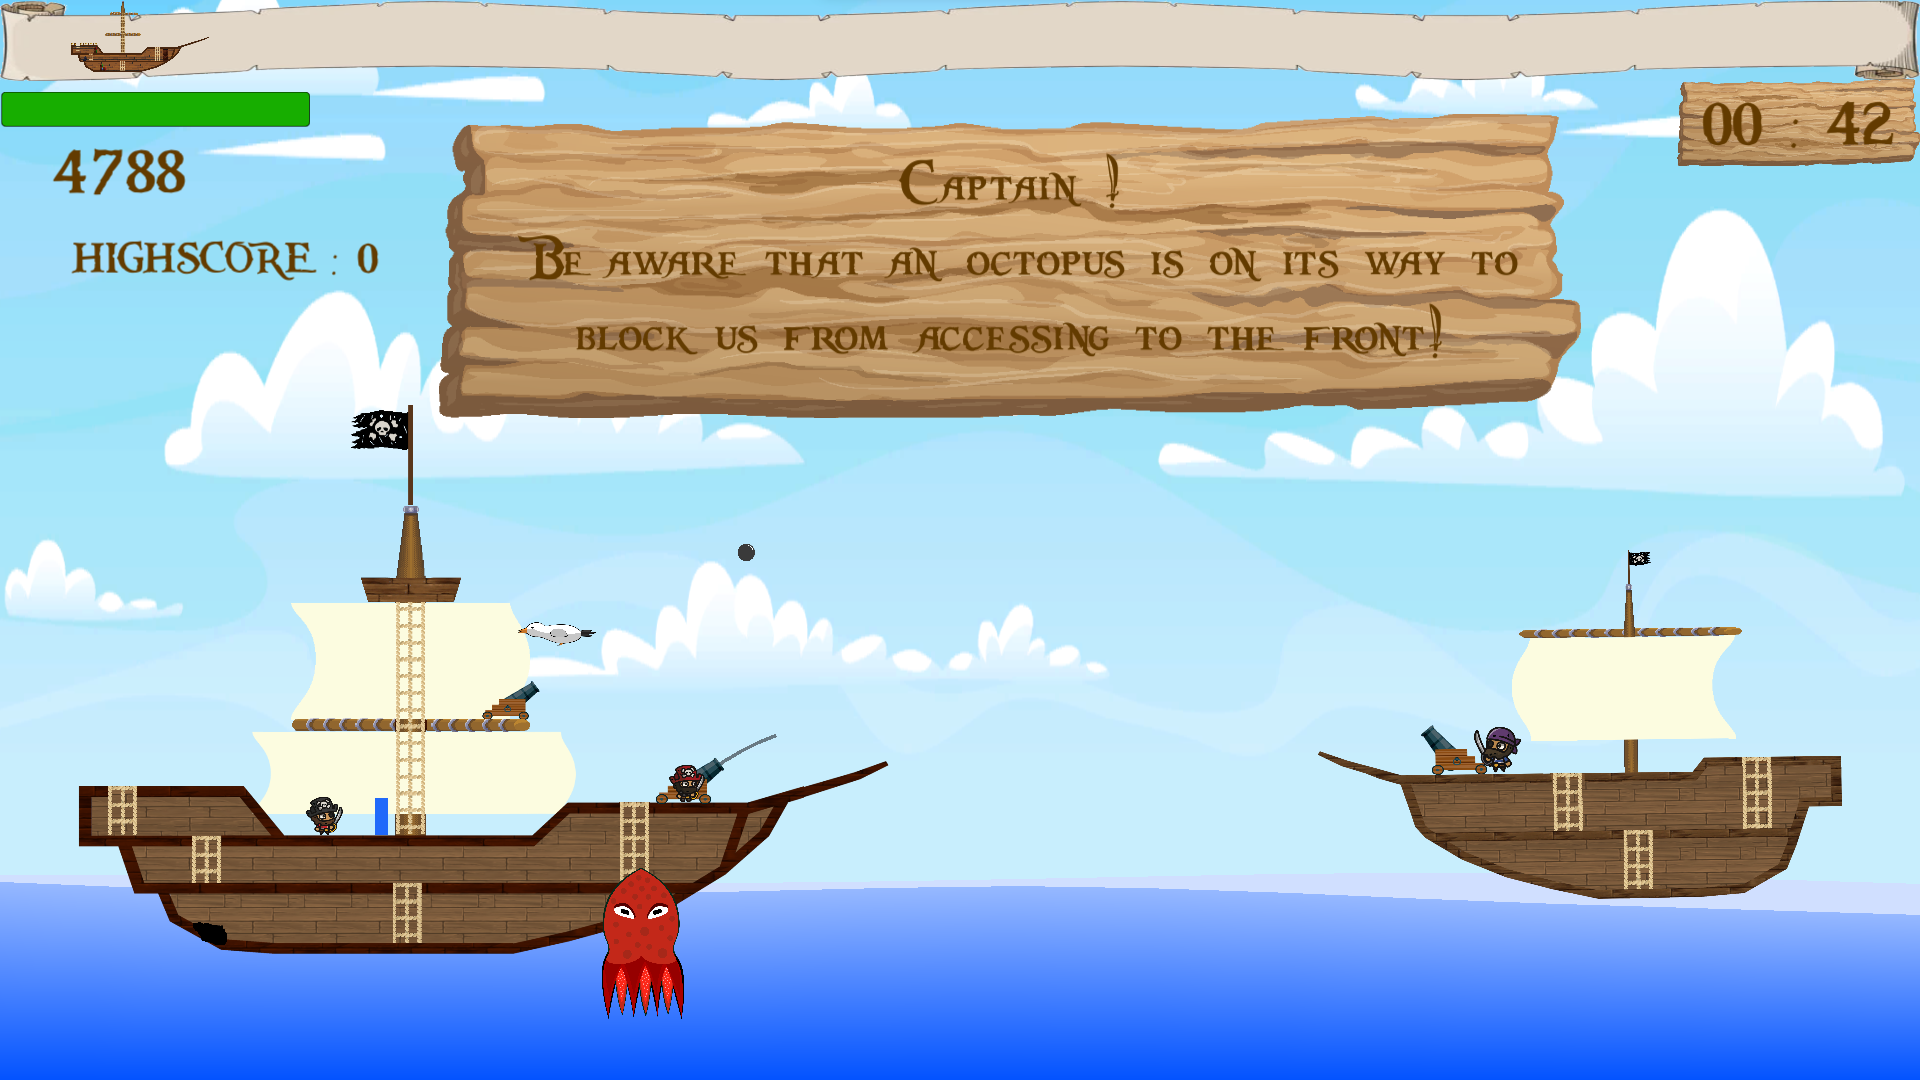 00 : 42
4788
HIGHSCORE : 0
Captain !
Be aware that an octopus is on its way to
block us from accessing to the front!